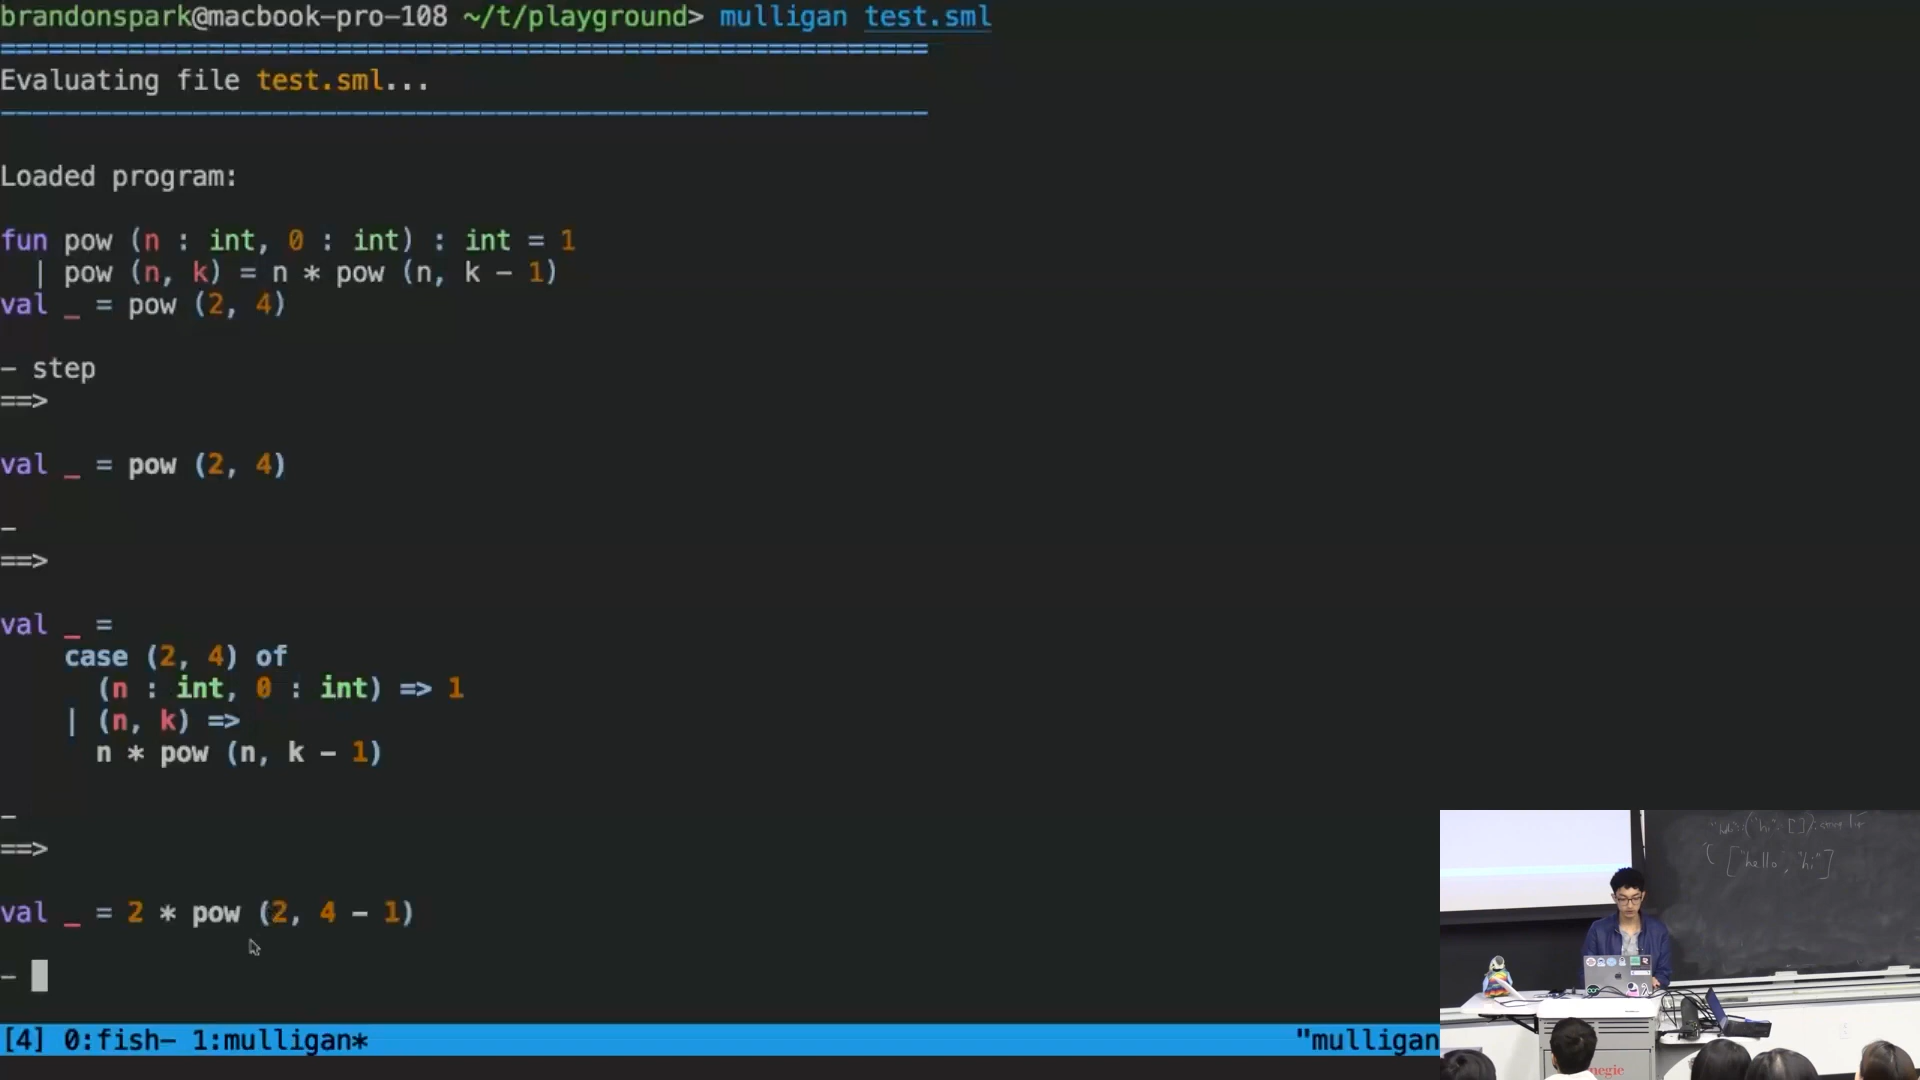 brandonspark@macbook-pro-108 ~/t/playground> mulligan test.sml
==========================================================
Evaluating file test.sml...
----------------------------------------------------------
Loaded program:
fun pow (n : int, 0 : int) : int = 1
  | pow (n, k) = n * pow (n, k - 1)
val _ = pow (2, 4)
- step
==>
val _ = pow (2, 4)
-
==>
val _ =
    case (2, 4) of
      (n : int, 0 : int) => 1
    | (n, k) =>
      n * pow (n, k - 1)
-
==>
val _ = 2 * pow (2, 4 - 1)
-
[4] 0:fish- 1:mulligan* "mulligan
["hello", "hi"]